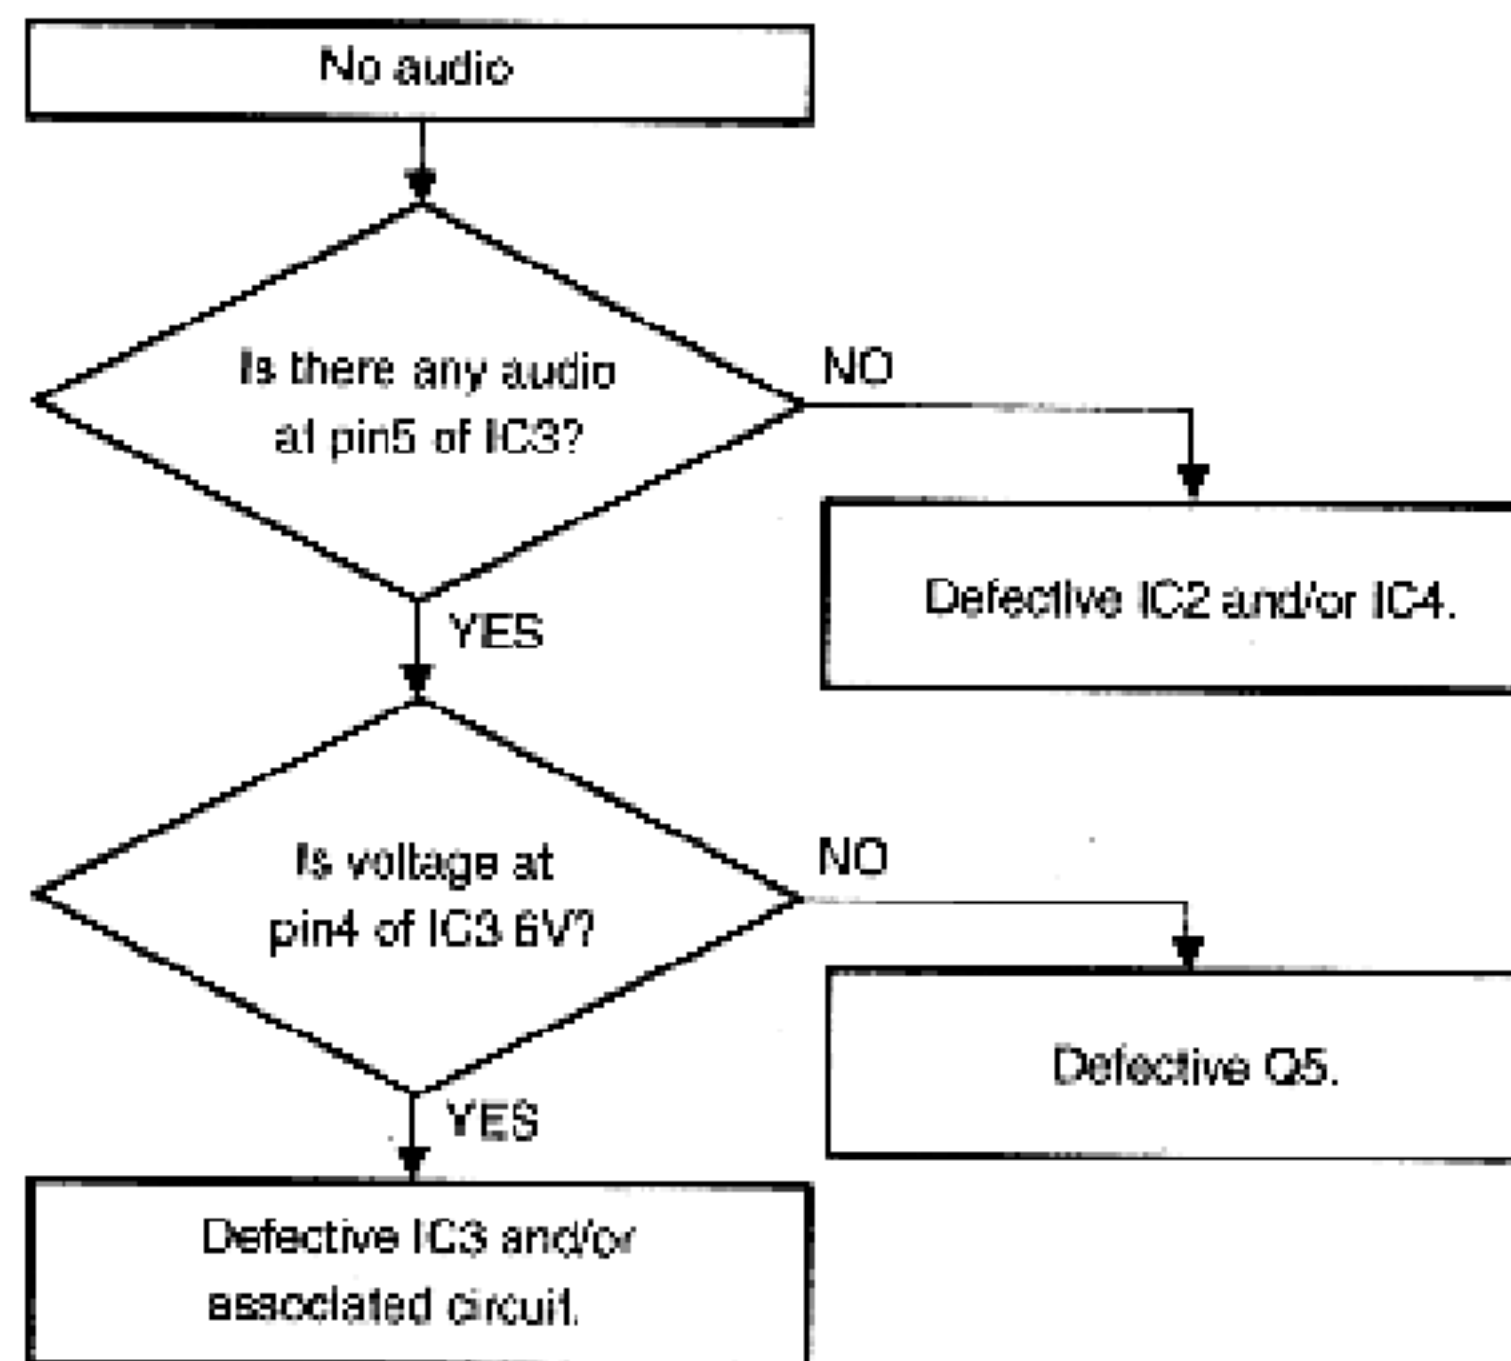 No audio
Is there any audio
at pin5 of IC3?
NO
Defective IC2 and/or IC4.
YES
Is voltage at
pin4 of IC3 6V?
NO
Defective Q5.
YES
Defective IC3 and/or
associated circuit.